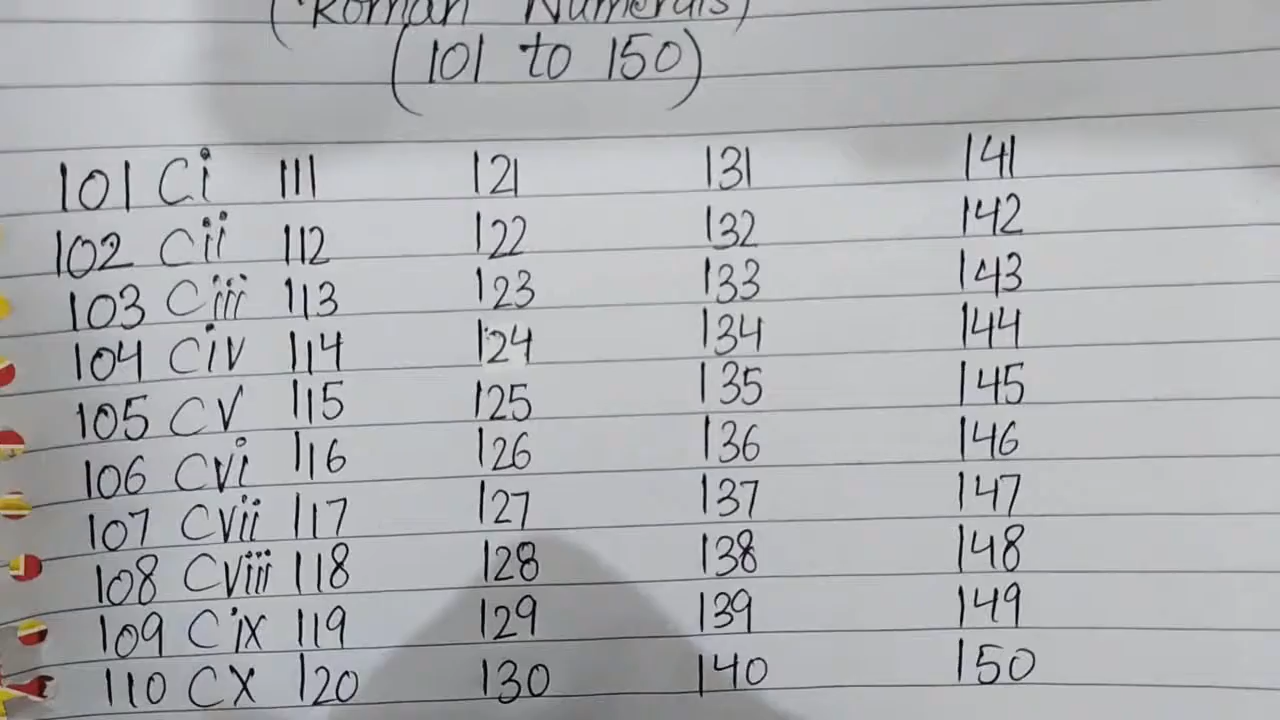 (Roman Numerals)
(101 to 150)
101 Ci 111 121 131 141
102 Cii 112 122 132 142
103 Ciii 113 123 133 143
104 Civ 114 124 134 144
105 CV 115 125 135 145
106 CVi 116 126 136 146
107 CVii 117 127 137 147
108 CViii 118 128 138 148
109 Cix 119 129 139 149
110 CX 120 130 140 150